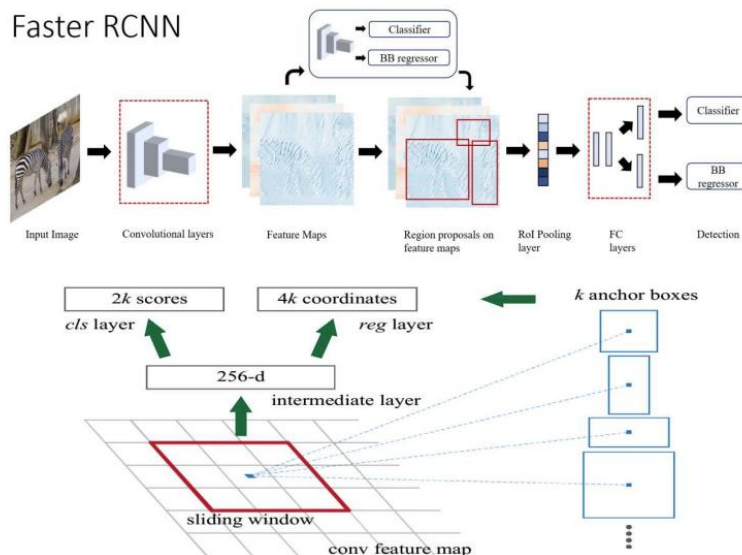 Faster RCNN
Classifier
BB regressor
Classifier
BB
regressor
Input Image
Convolutional layers
Feature Maps
Region proposals on
feature maps
RoI Pooling
layer
FC
layers
Detection
2k scores
4k coordinates
k anchor boxes
cls layer
reg layer
256-d
intermediate layer
sliding window
conv feature map